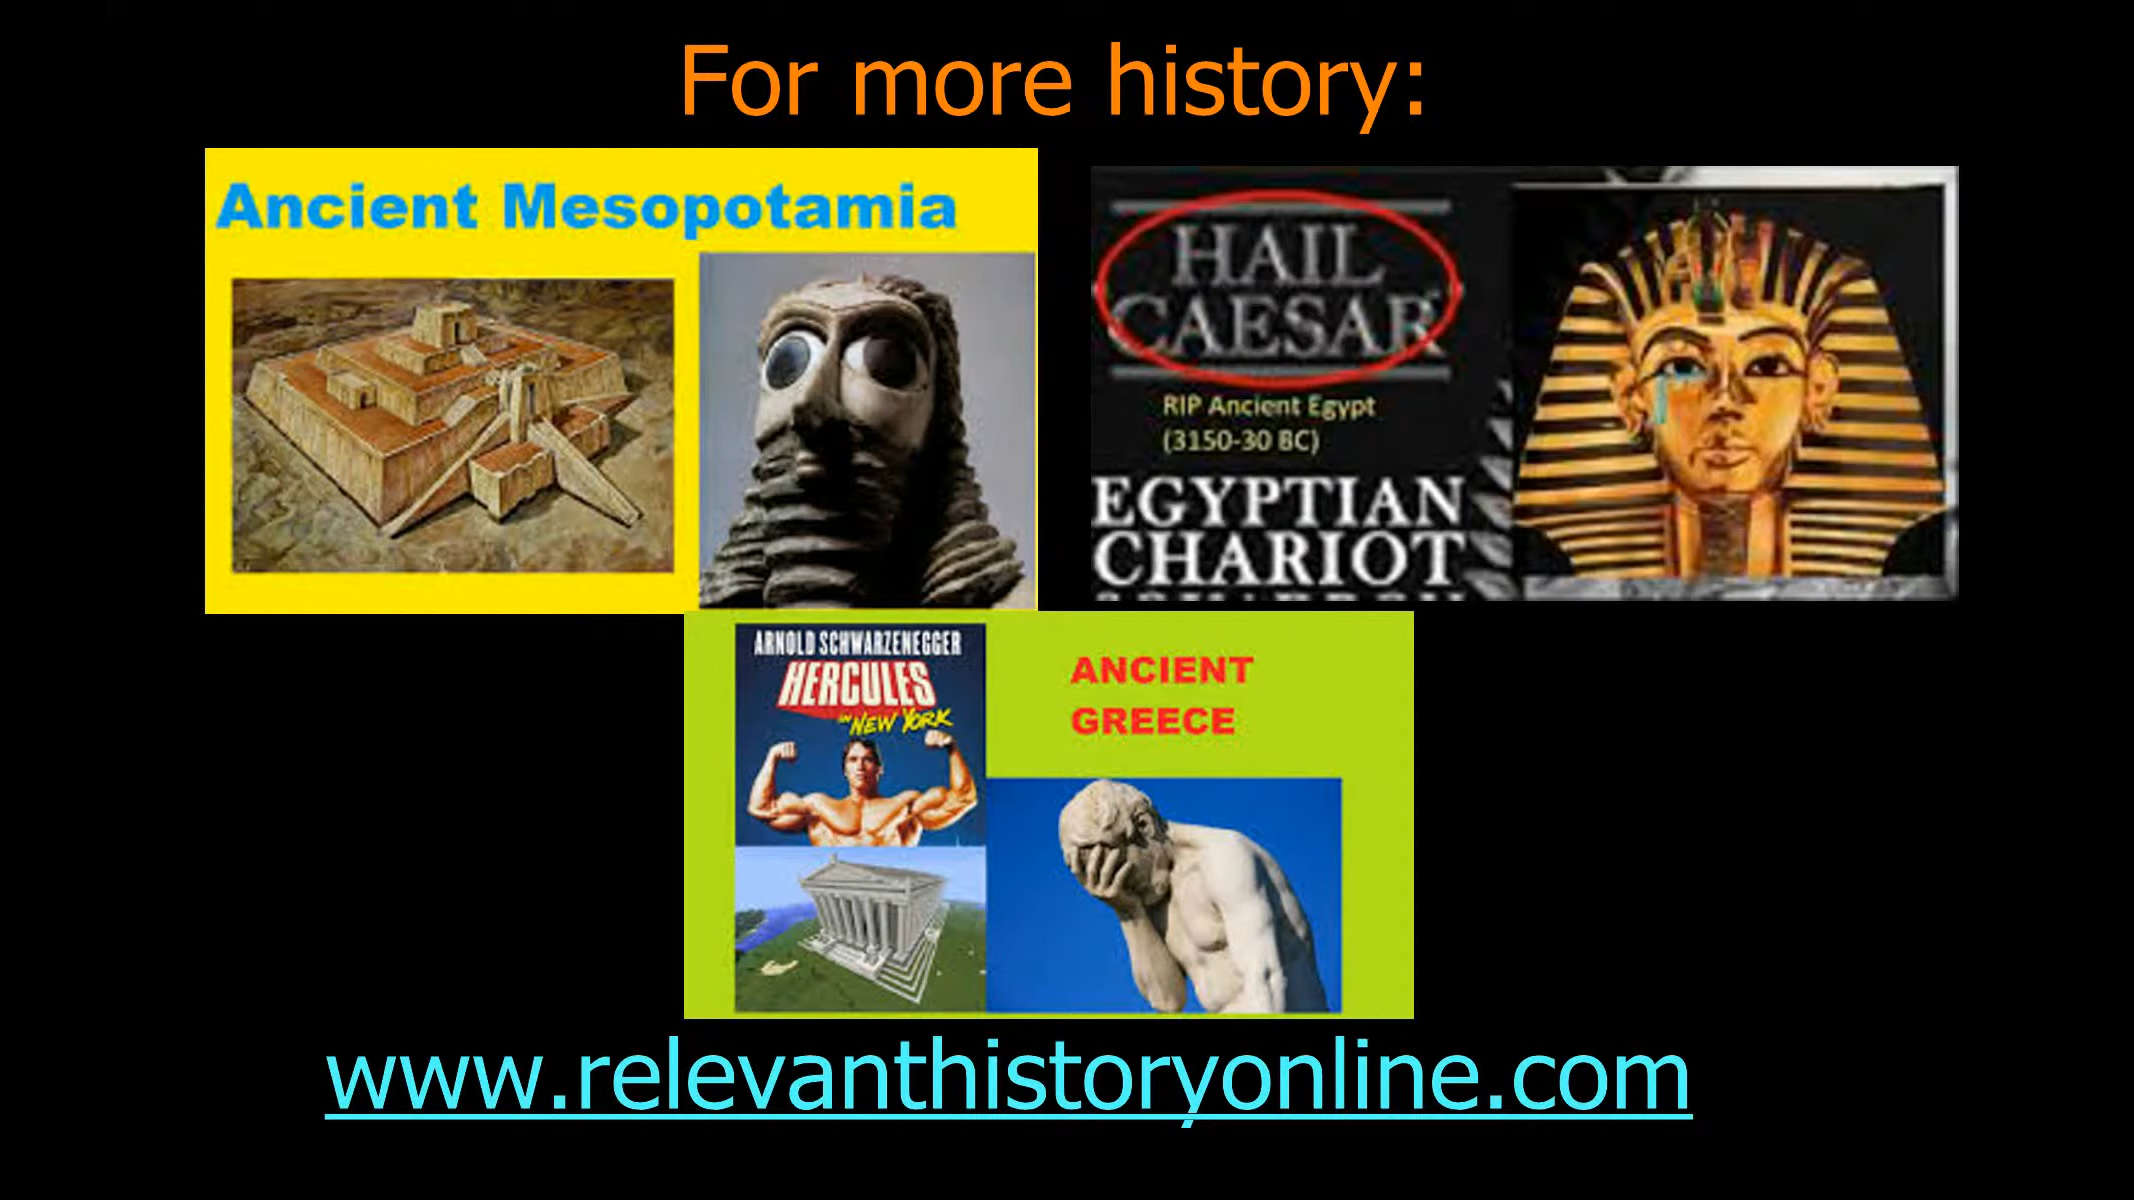 For more history:
Ancient Mesopotamia
HAIL
CAESAR
RIP Ancient Egypt
(3150-30 BC)
EGYPTIAN
CHARIOT
ARNOLD SCHWARZENEGGER
HERCULES
IN NEW YORK
ANCIENT
GREECE
www.relevanthistoryonline.com